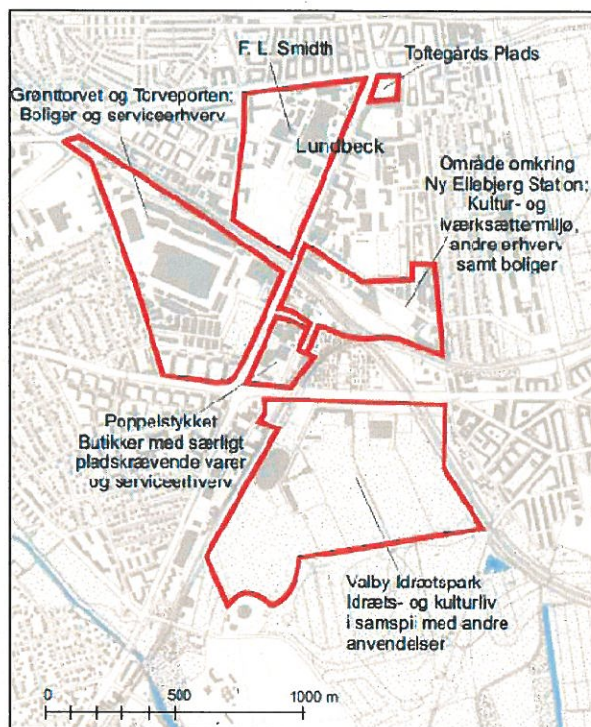 F. L. Smidth
Toftegårds Plads
Grønttorvet og Torveporten:
Boliger og serviceerhverv
Lundbeck
Område omkring
Ny Ellebjerg Station:
Kultur- og
iværksættermiljø,
andre erhverv
samt boliger
Poppelstykket
Butikker med særligt
pladskrævende varer
og serviceerhverv
Valby Idrætspark
Idræts- og kulturliv
i samspil med andre
anvendelser
0 500 1000 m